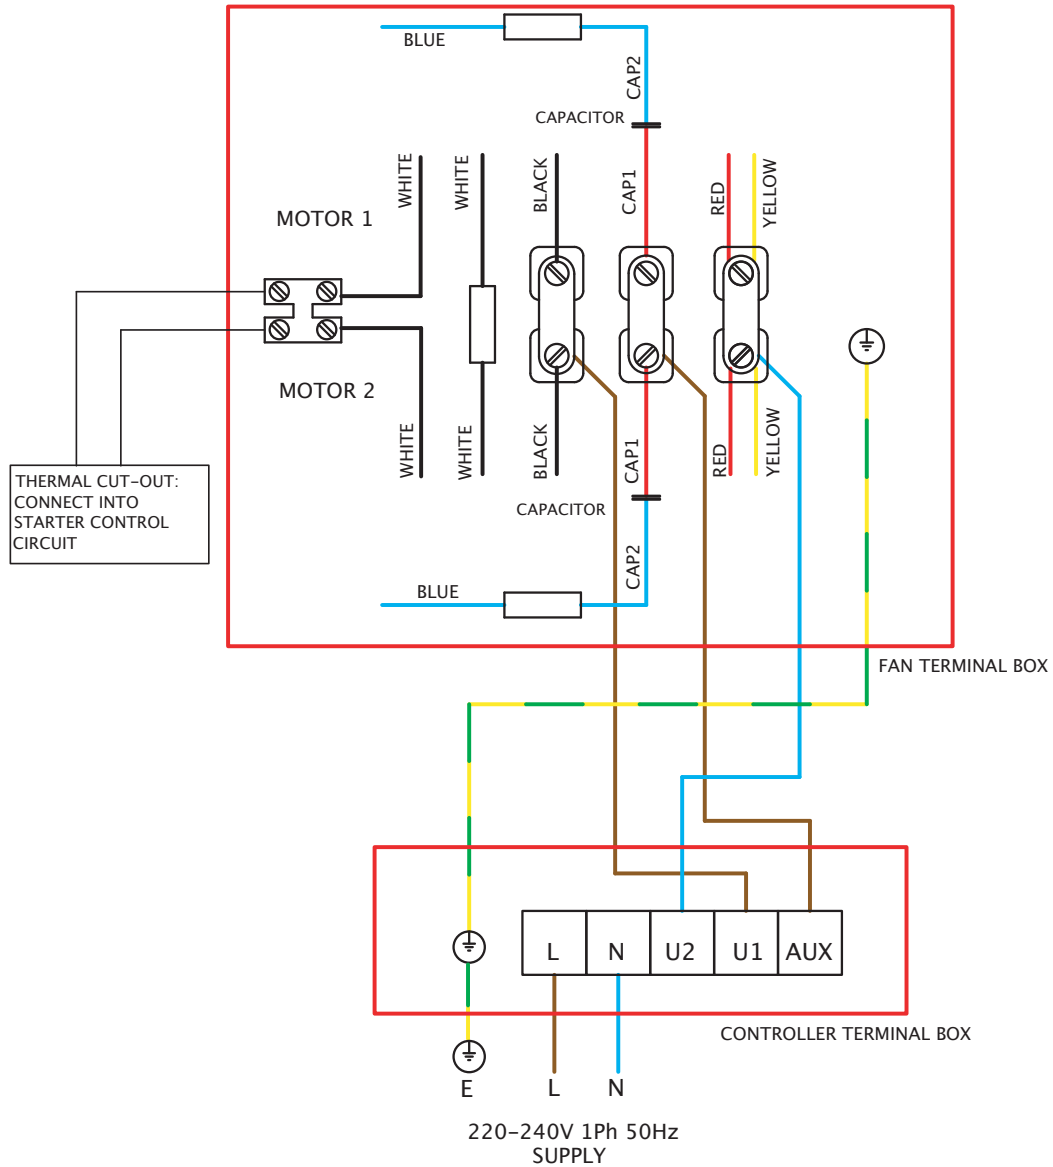 BLUE
CAP2
CAPACITOR
WHITE
WHITE
BLACK
CAP1
RED
YELLOW
MOTOR 1
MOTOR 2
WHITE
WHITE
BLACK
CAP1
RED
YELLOW
THERMAL CUT-OUT:
CONNECT INTO
STARTER CONTROL
CIRCUIT
CAPACITOR
CAP2
BLUE
FAN TERMINAL BOX
L
N
U2
U1
AUX
CONTROLLER TERMINAL BOX
E
L
N
220-240V 1Ph 50Hz
SUPPLY